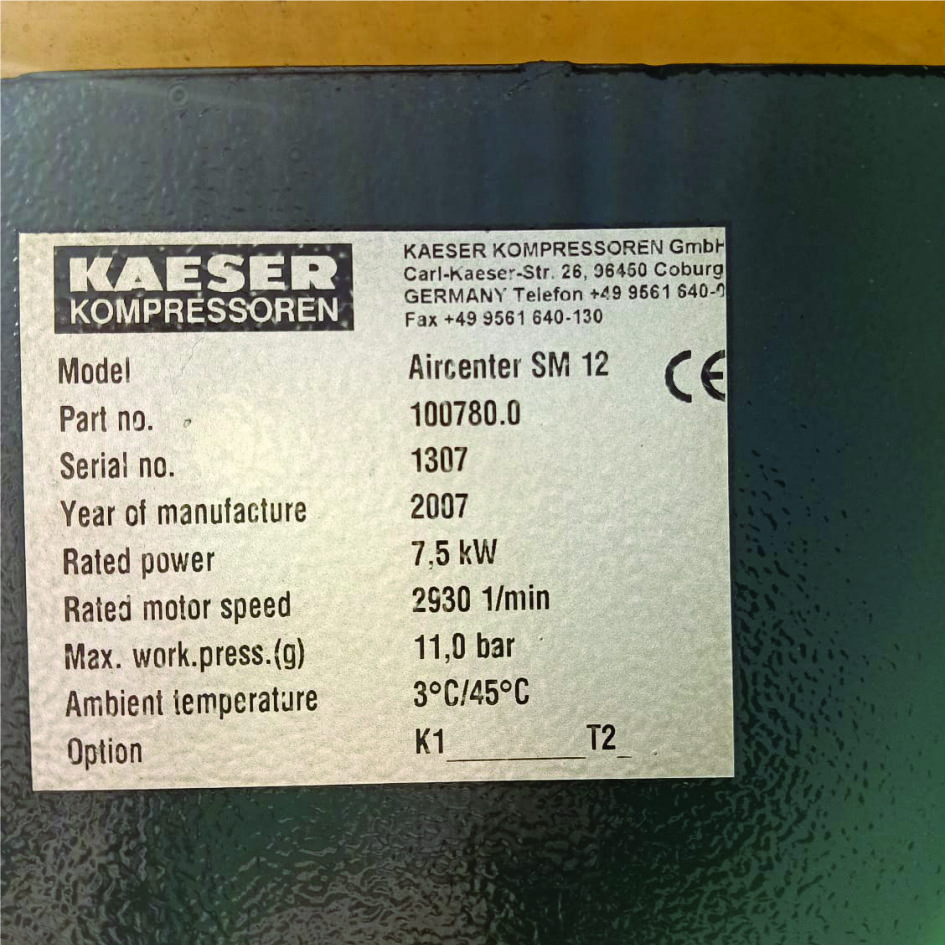 KAESER
KOMPRESSOREN
KAESER KOMPRESSOREN GmbH
Carl-Kaeser-Str. 26, 96450 Coburg
GERMANY Telefon +49 9561 640-0
Fax +49 9561 640-130
Model Aircenter SM 12 CE
Part no. 100780.0
Serial no. 1307
Year of manufacture 2007
Rated power 7,5 kW
Rated motor speed 2930 1/min
Max. work.press.(g) 11,0 bar
Ambient temperature 3°C/45°C
Option K1_________T2_